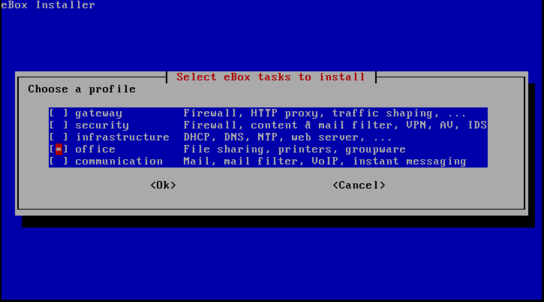 eBox Installer
Select eBox tasks to install
Choose a profile
[ ] gateway Firewall, HTTP proxy, traffic shaping, ...
[ ] security Firewall, content & mail filter, VPN, AV, IDS
[ ] infrastructure DHCP, DNS, NTP, web server, ...
[*] office File sharing, printers, groupware
[ ] communication Mail, mail filter, VoIP, instant messaging
<Ok> <Cancel>